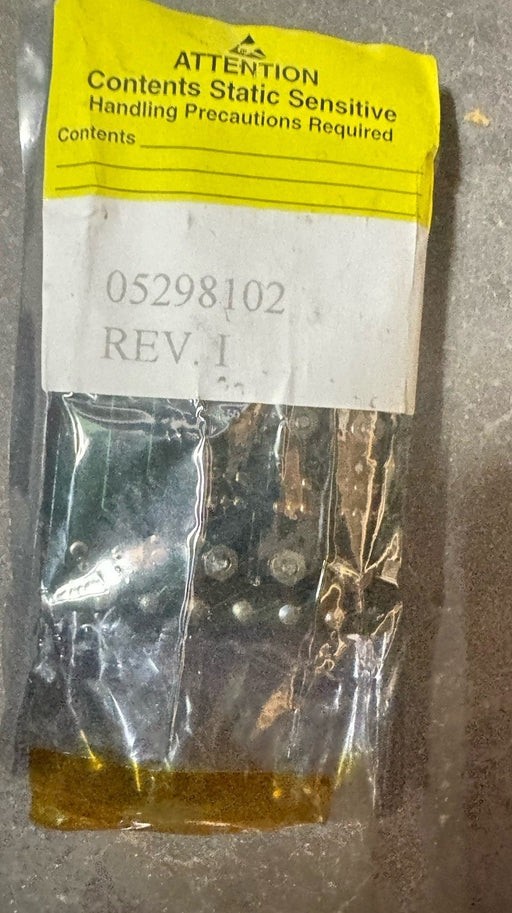 ATTENTION
Contents Static Sensitive
Handling Precautions Required
Contents
05298102
REV. I